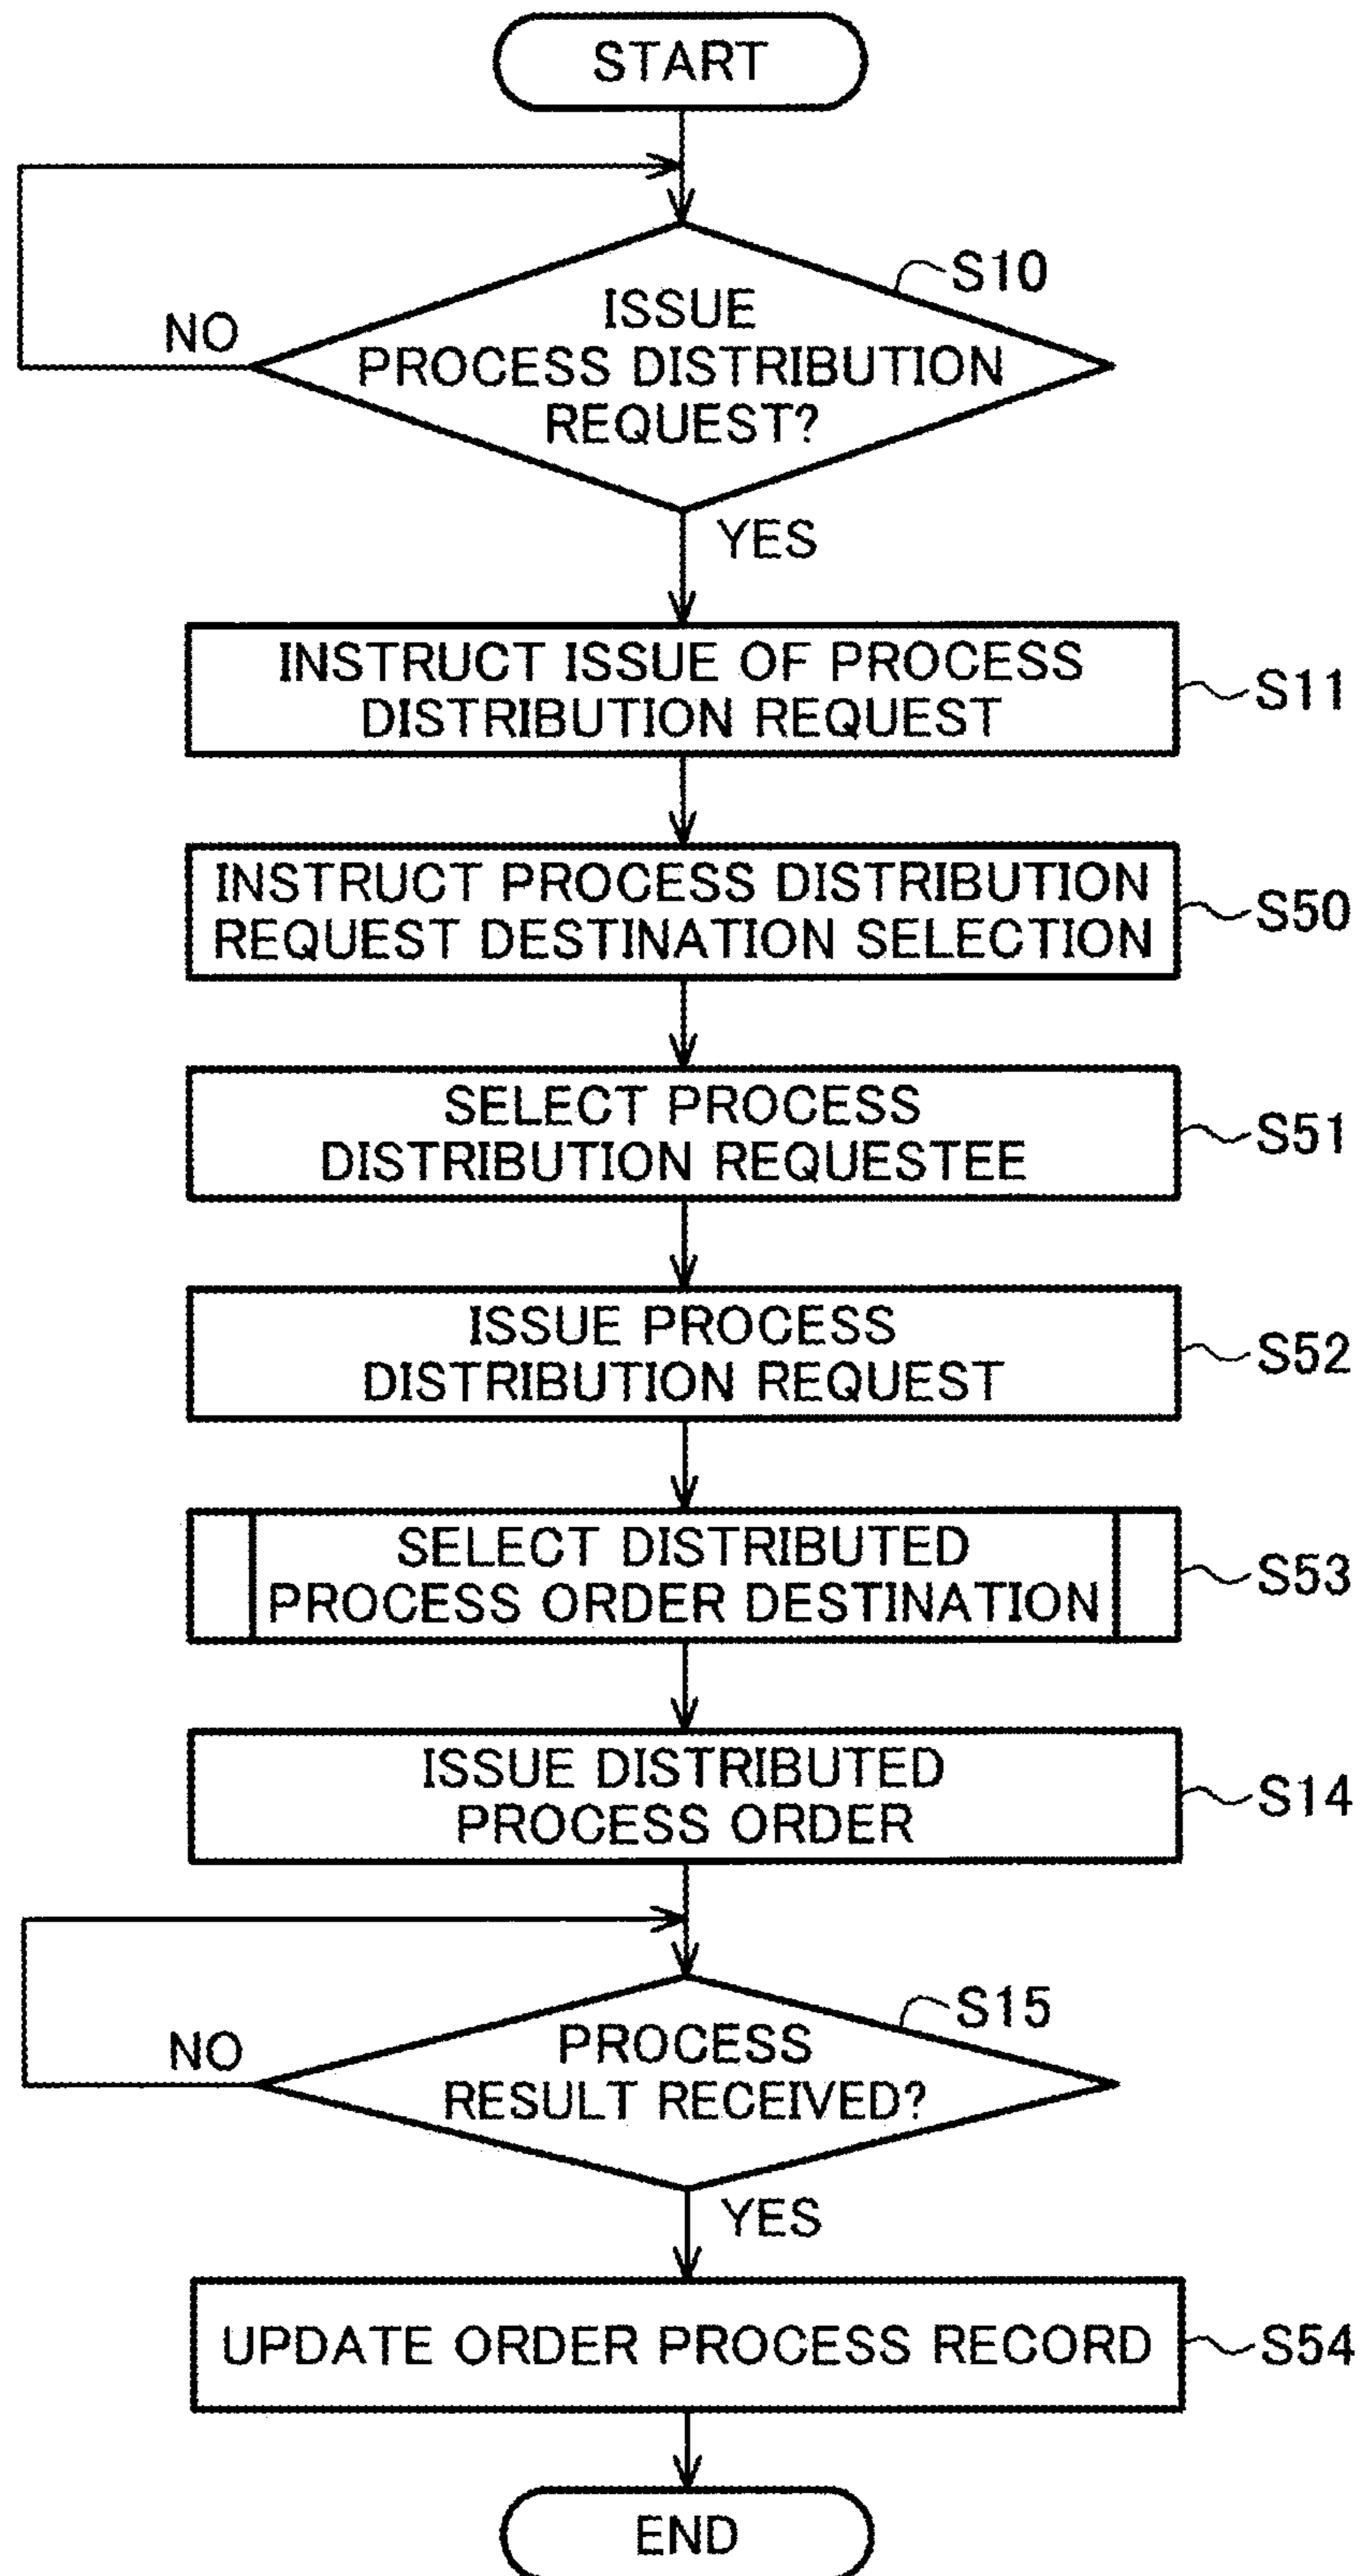 START
S10
ISSUE
PROCESS DISTRIBUTION
REQUEST?
NO
YES
INSTRUCT ISSUE OF PROCESS
DISTRIBUTION REQUEST
S11
INSTRUCT PROCESS DISTRIBUTION
REQUEST DESTINATION SELECTION
S50
SELECT PROCESS
DISTRIBUTION REQUESTEE
S51
ISSUE PROCESS
DISTRIBUTION REQUEST
S52
SELECT DISTRIBUTED
PROCESS ORDER DESTINATION
S53
ISSUE DISTRIBUTED
PROCESS ORDER
S14
S15
PROCESS
RESULT RECEIVED?
NO
YES
UPDATE ORDER PROCESS RECORD
S54
END